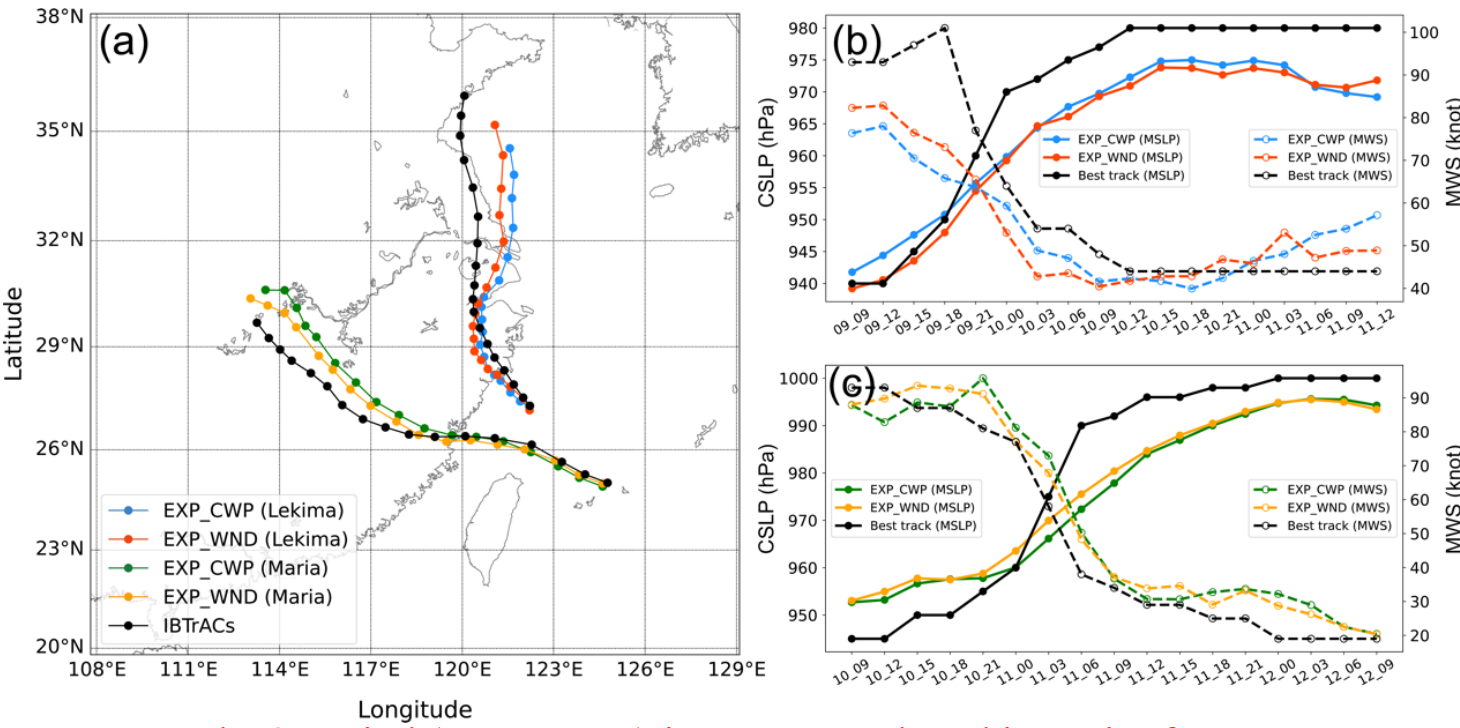 (a)
38°N
35°N
32°N
29°N
26°N
23°N
20°N
108°E 111°E 114°E 117°E 120°E 123°E 126°E 129°E
Latitude
Longitude
EXP_CWP (Lekima)
EXP_WND (Lekima)
EXP_CWP (Maria)
EXP_WND (Maria)
IBTrACs
(b)
CSLP (hPa)
980
975
970
965
960
955
950
945
940
EXP_CWP (MSLP)
EXP_WND (MSLP)
Best track (MSLP)
EXP_CWP (MWS)
EXP_WND (MWS)
Best track (MWS)
100
90
80
70
60
50
40
MWS (knot)
09_09 09_12 09_15 09_18 09_21 10_00 10_03 10_06 10_09 10_12 10_15 10_18 10_21 11_00 11_03 11_06 11_09 11_12
(c)
CSLP (hPa)
1000
990
980
970
960
950
EXP_CWP (MSLP)
EXP_WND (MSLP)
Best track (MSLP)
EXP_CWP (MWS)
EXP_WND (MWS)
Best track (MWS)
90
80
70
60
50
40
30
20
MWS (knot)
10_09 10_12 10_15 10_18 10_21 11_00 11_03 11_06 11_09 11_12 11_15 11_18 11_21 12_00 12_03 12_06 12_09